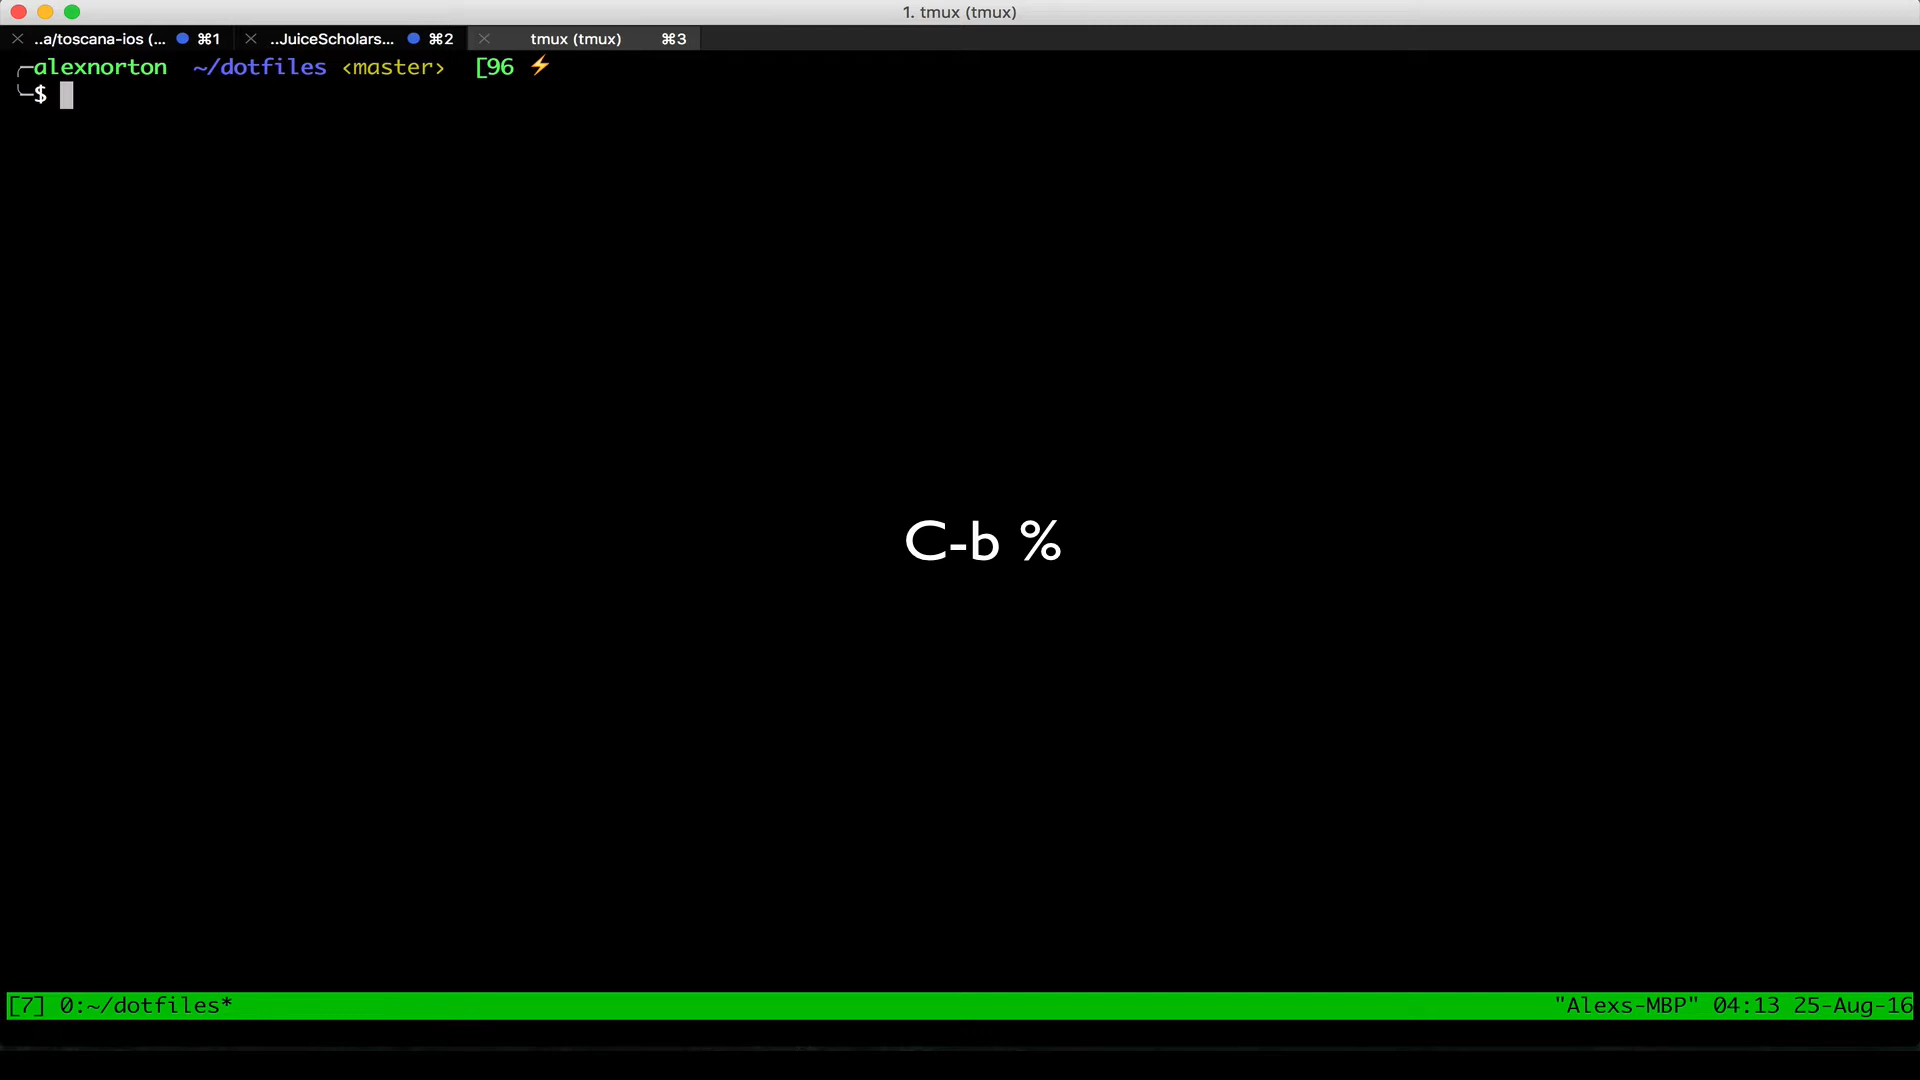 1. tmux (tmux)
..a/toscana-ios (... ⌘1 ..JuiceScholars... ⌘2 tmux (tmux) ⌘3
╭─alexnorton ~/dotfiles ‹master› [96 ⚡
╰─$
C-b %
[7] 0:~/dotfiles* "Alexs-MBP" 04:13 25-Aug-16